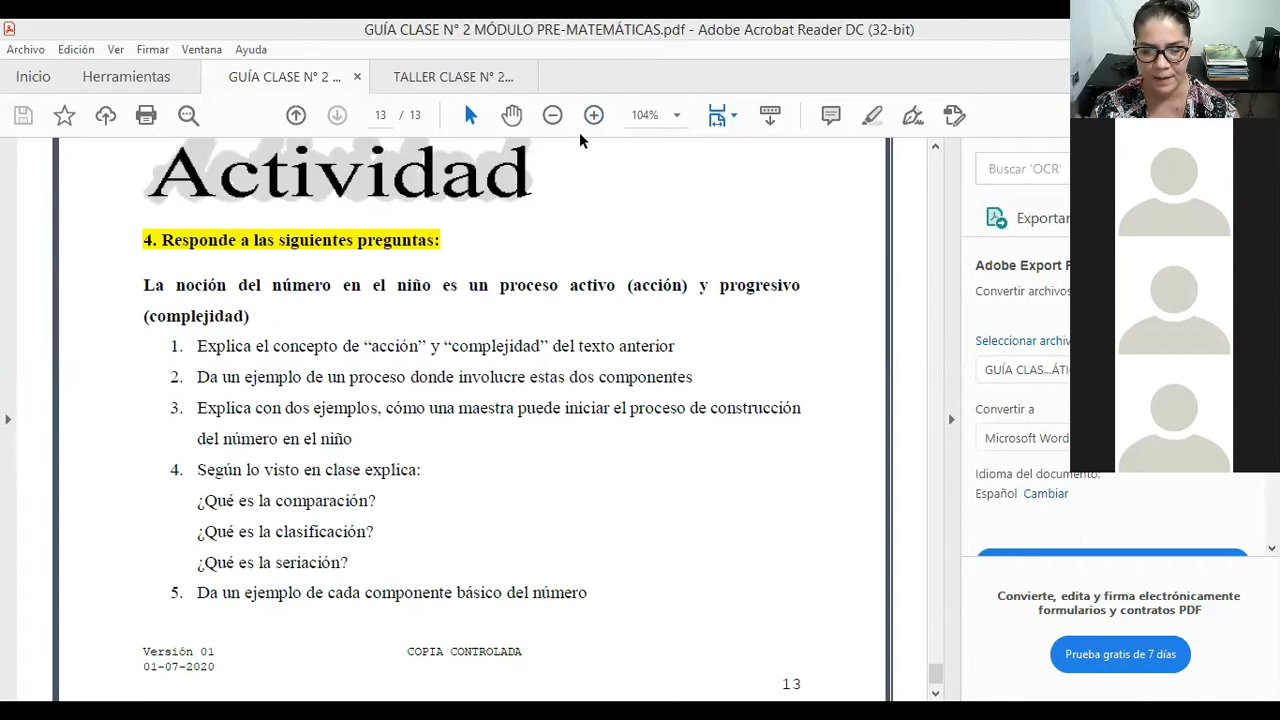 GUÍA CLASE N° 2 MÓDULO PRE-MATEMÁTICAS.pdf - Adobe Acrobat Reader DC (32-bit)
Archivo Edición Ver Firmar Ventana Ayuda
Inicio Herramientas GUÍA CLASE N° 2 ... × TALLER CLASE N° 2...
13 / 13 104%
Actividad
4. Responde a las siguientes preguntas:
La noción del número en el niño es un proceso activo (acción) y progresivo
(complejidad)
1. Explica el concepto de “acción” y “complejidad” del texto anterior
2. Da un ejemplo de un proceso donde involucre estas dos componentes
3. Explica con dos ejemplos, cómo una maestra puede iniciar el proceso de construcción
del número en el niño
4. Según lo visto en clase explica:
¿Qué es la comparación?
¿Qué es la clasificación?
¿Qué es la seriación?
5. Da un ejemplo de cada componente básico del número
Versión 01 COPIA CONTROLADA
01-07-2020
13
Buscar 'OCR'
Exportar
Adobe Export
Convertir archivos
Seleccionar archiv
GUÍA CLAS...ÁTI
Convertir a
Microsoft Word
Idioma del documento:
Español Cambiar
Convierte, edita y firma electrónicamente
formularios y contratos PDF
Prueba gratis de 7 días